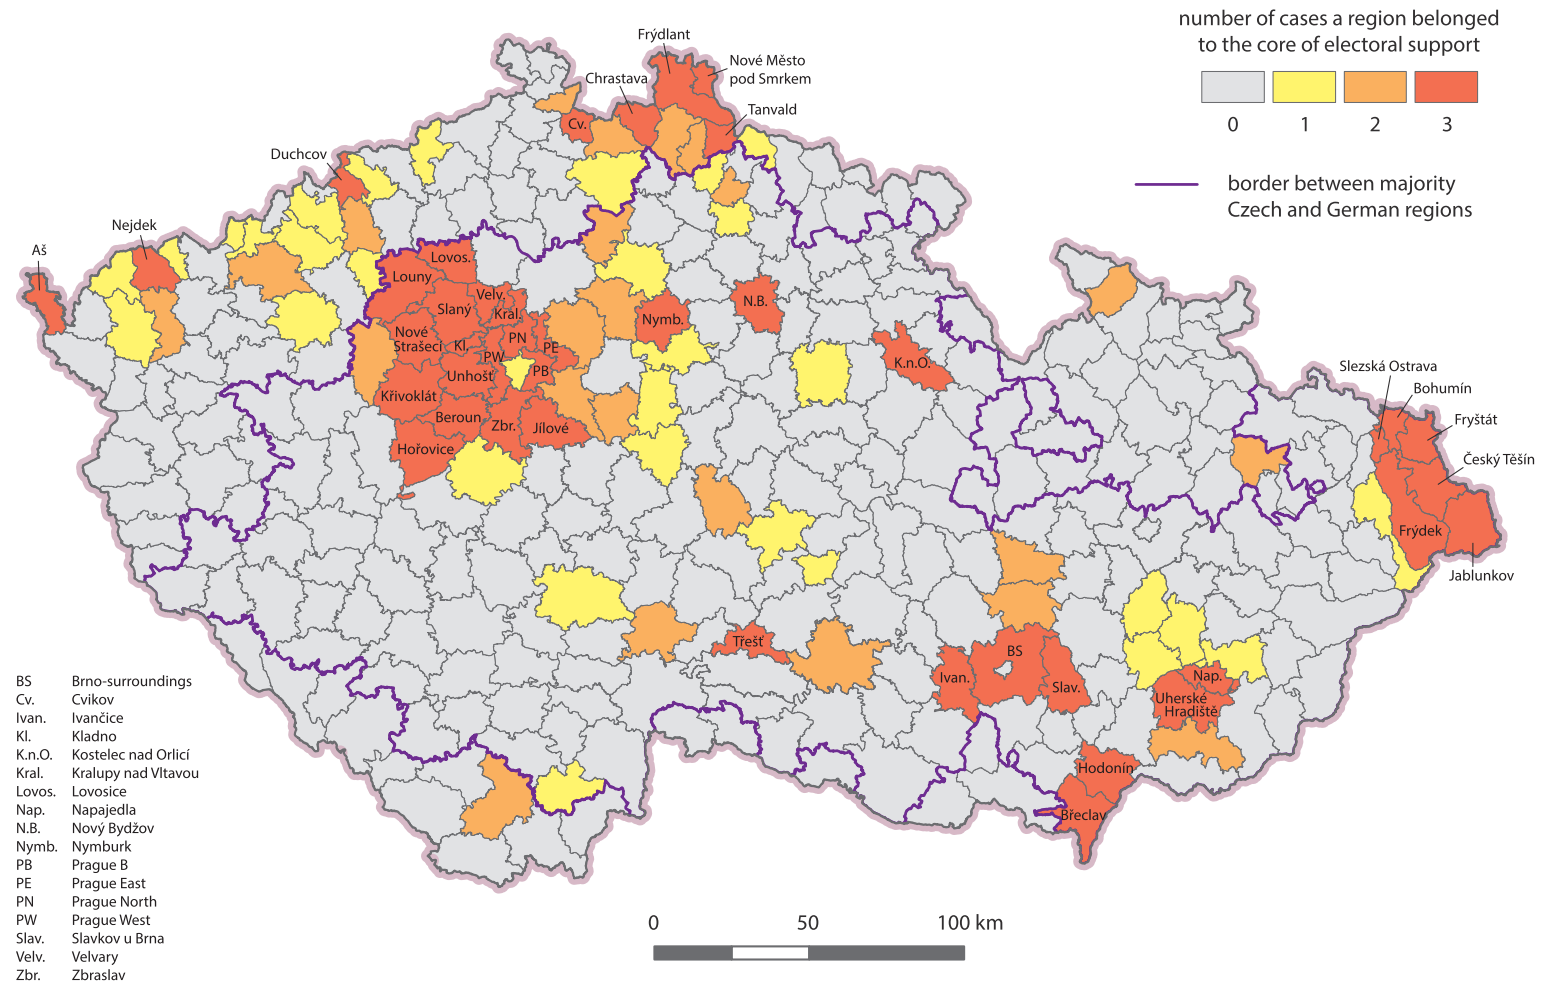 number of cases a region belonged
to the core of electoral support
0 1 2 3
border between majority
Czech and German regions
Frýdlant
Nové Město
pod Smrkem
Chrastava
Tanvald
Cv.
Duchcov
Nejdek
Aš
Lovos.
Louny
Velv.
Slaný
Kral.
N.B.
Nymb.
Nové
Strašecí
Kl.
PN
PE
PW
PB
Unhošť
K.n.O.
Křivoklát
Beroun
Zbr.
Jílové
Hořovice
Slezská Ostrava
Bohumín
Fryštát
Český Těšín
Frýdek
Jablunkov
Třešť
BS
Ivan.
Slav.
Nap.
Uherské
Hradiště
Hodonín
Břeclav
BS Brno-surroundings
Cv. Cvikov
Ivan. Ivančice
Kl. Kladno
K.n.O. Kostelec nad Orlicí
Kral. Kralupy nad Vltavou
Lovos. Lovosice
Nap. Napajedla
N.B. Nový Bydžov
Nymb. Nymburk
PB Prague B
PE Prague East
PN Prague North
PW Prague West
Slav. Slavkov u Brna
Velv. Velvary
Zbr. Zbraslav
0 50 100 km